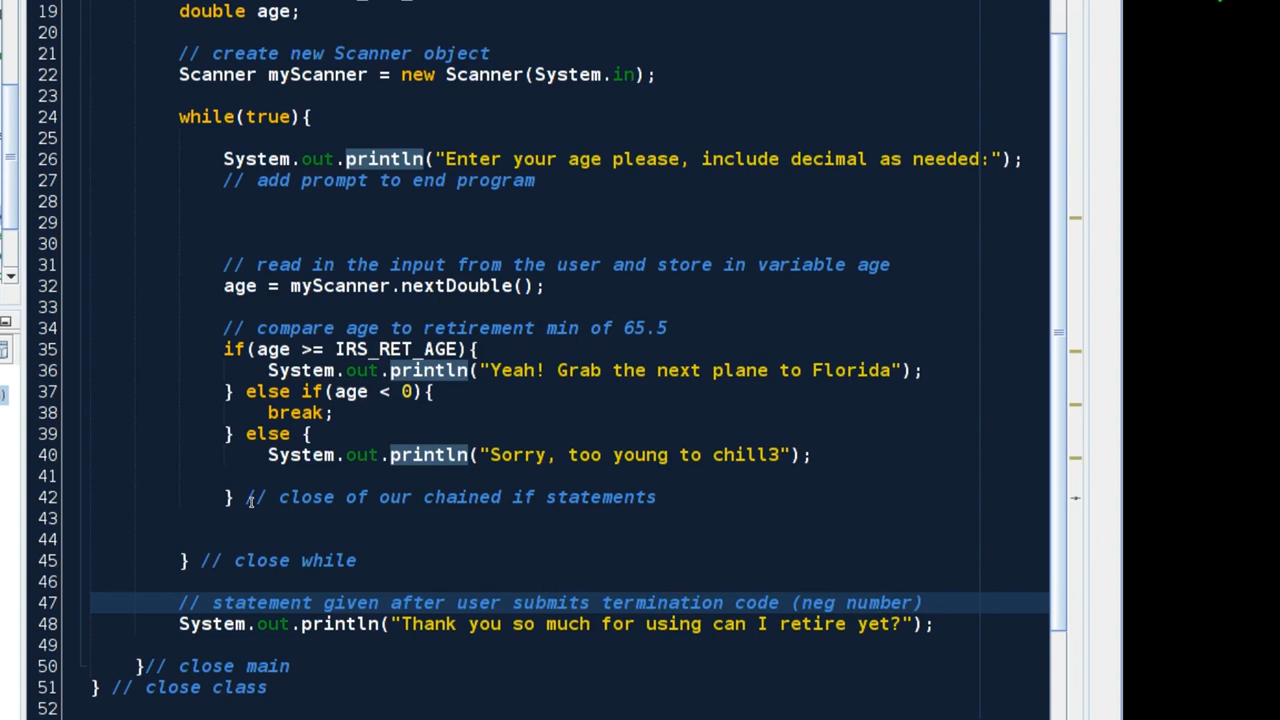 19 double age;
20
21 // create new Scanner object
22 Scanner myScanner = new Scanner(System.in);
23
24 while(true){
25
26 System.out.println("Enter your age please, include decimal as needed:");
27 // add prompt to end program
28
29
30
31 // read in the input from the user and store in variable age
32 age = myScanner.nextDouble();
33
34 // compare age to retirement min of 65.5
35 if(age >= IRS_RET_AGE){
36 System.out.println("Yeah! Grab the next plane to Florida");
37 } else if(age < 0){
38 break;
39 } else {
40 System.out.println("Sorry, too young to chill3");
41
42 } // close of our chained if statements
43
44
45 } // close while
46
47 // statement given after user submits termination code (neg number)
48 System.out.println("Thank you so much for using can I retire yet?");
49
50 }// close main
51 } // close class
52